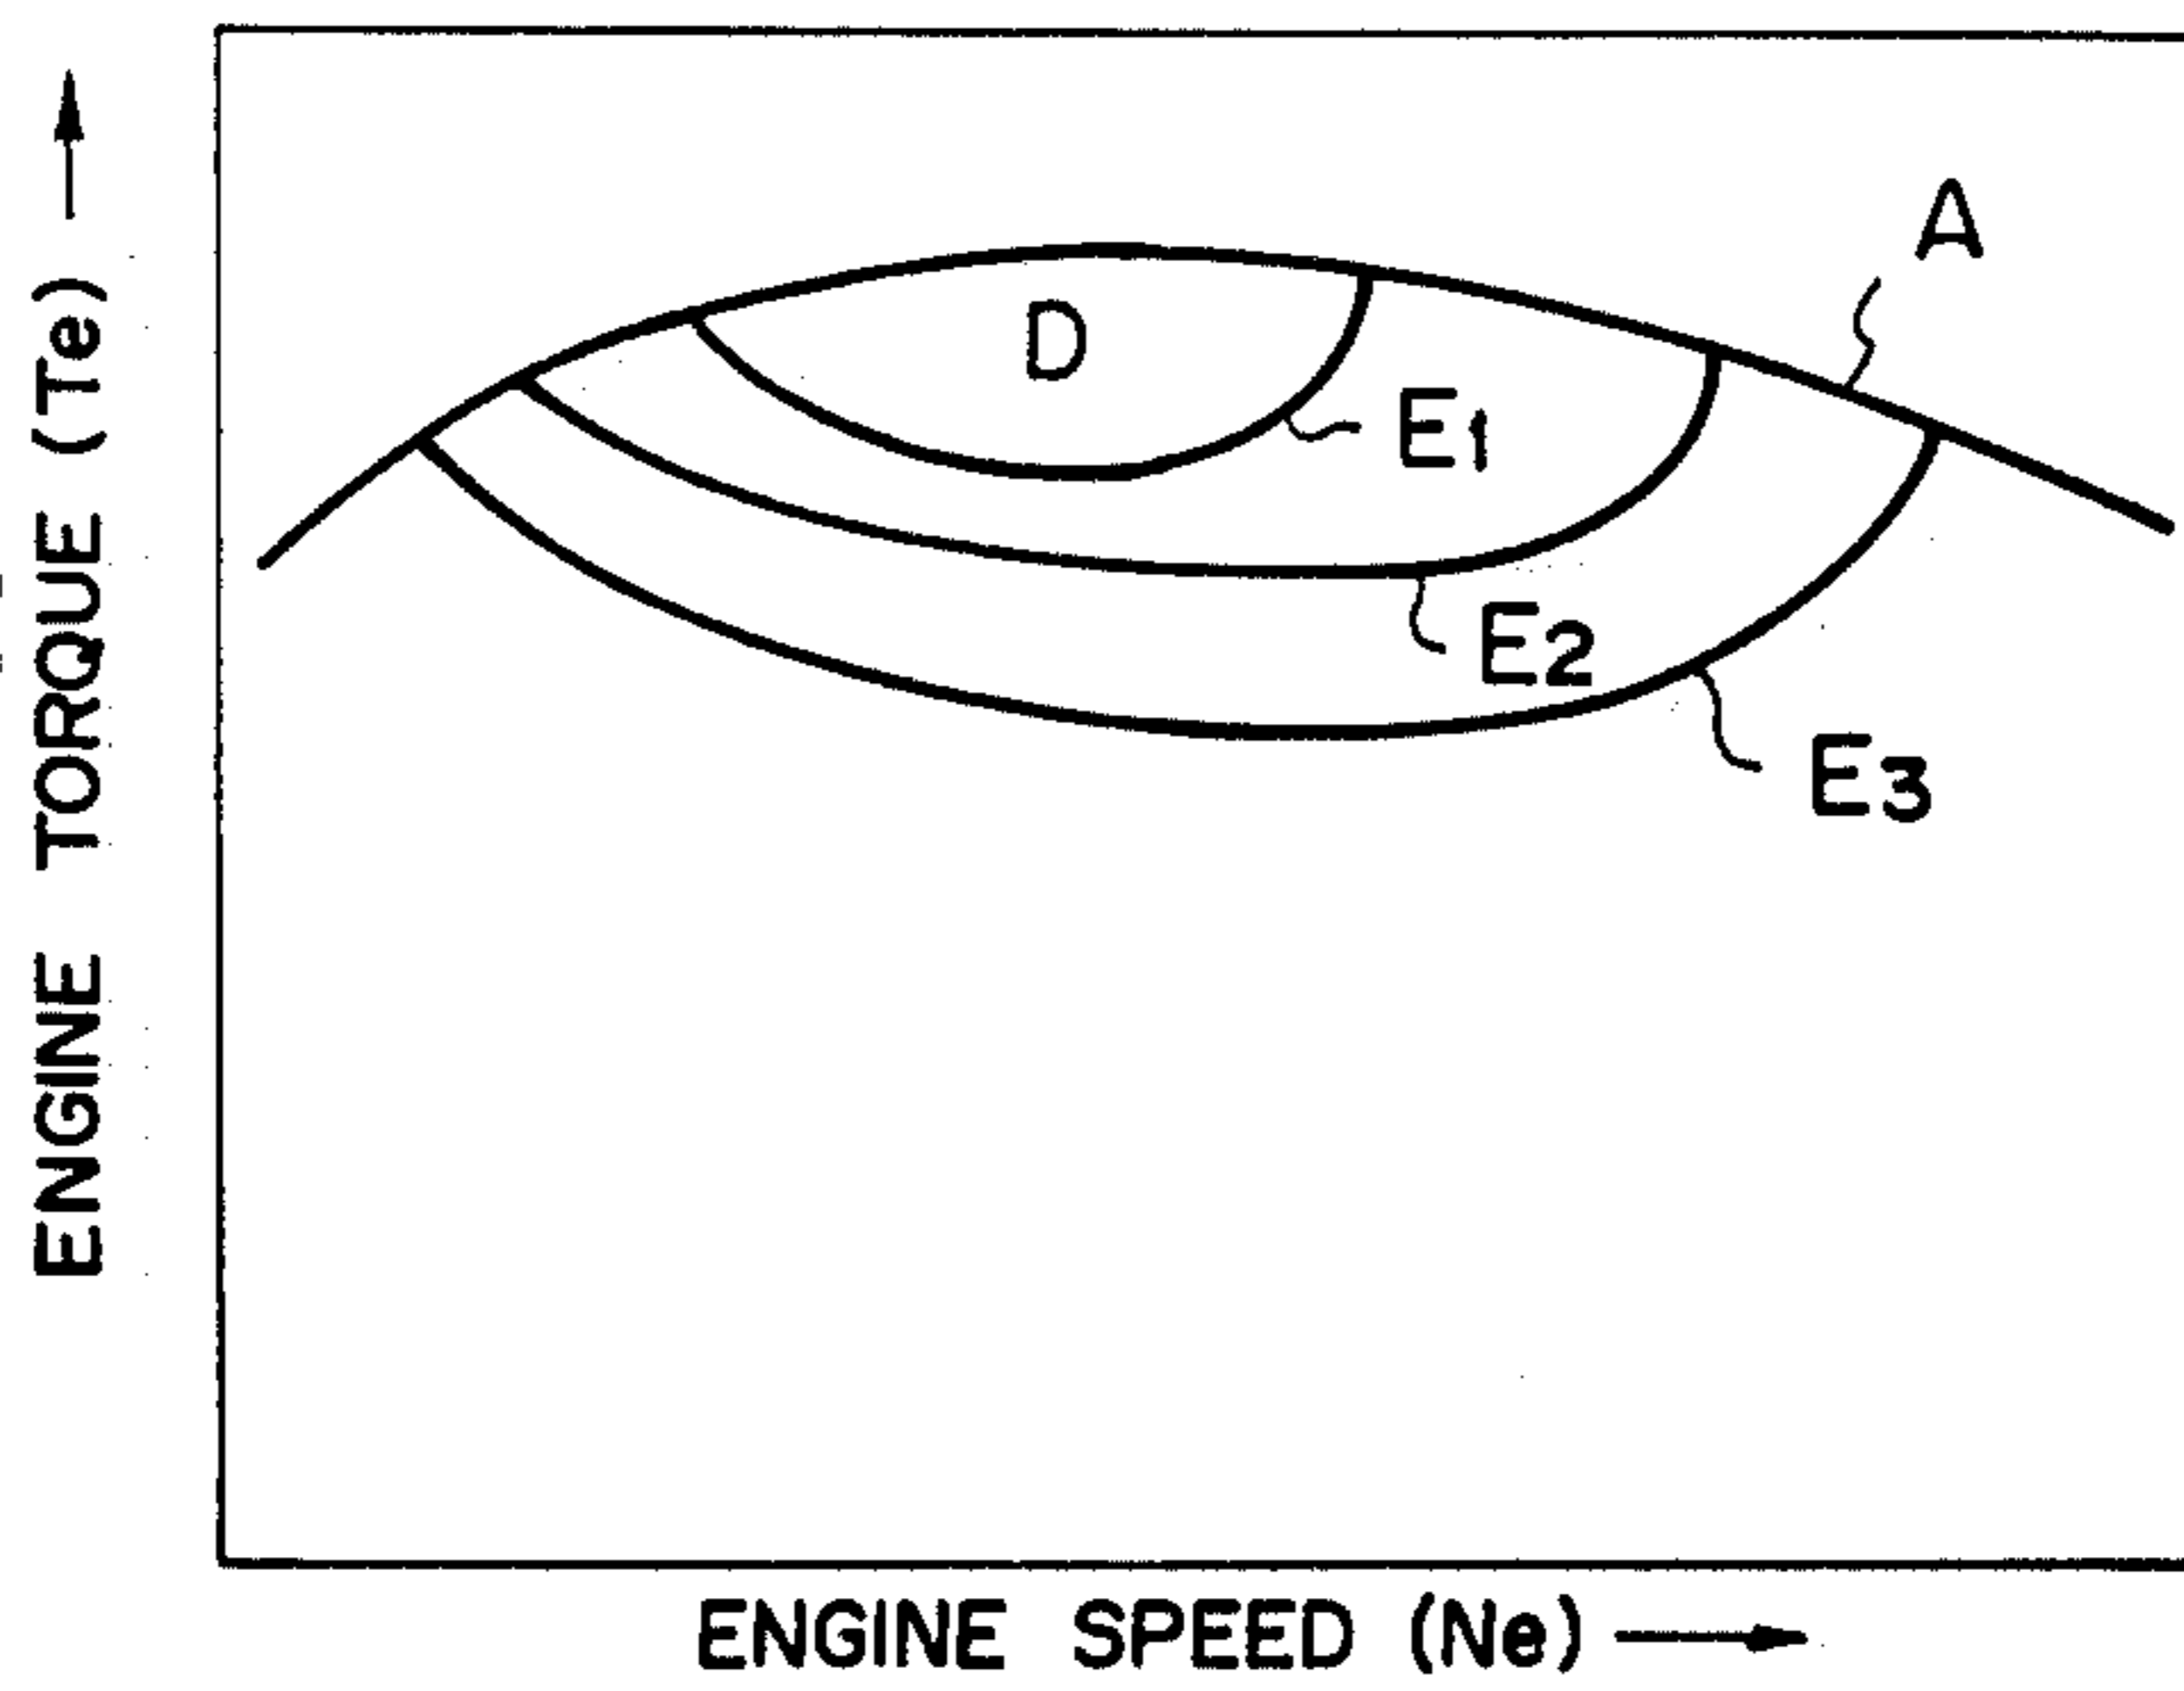 ENGINE TORQUE (Te)
A
D
E1
E2
E3
ENGINE SPEED (Ne)